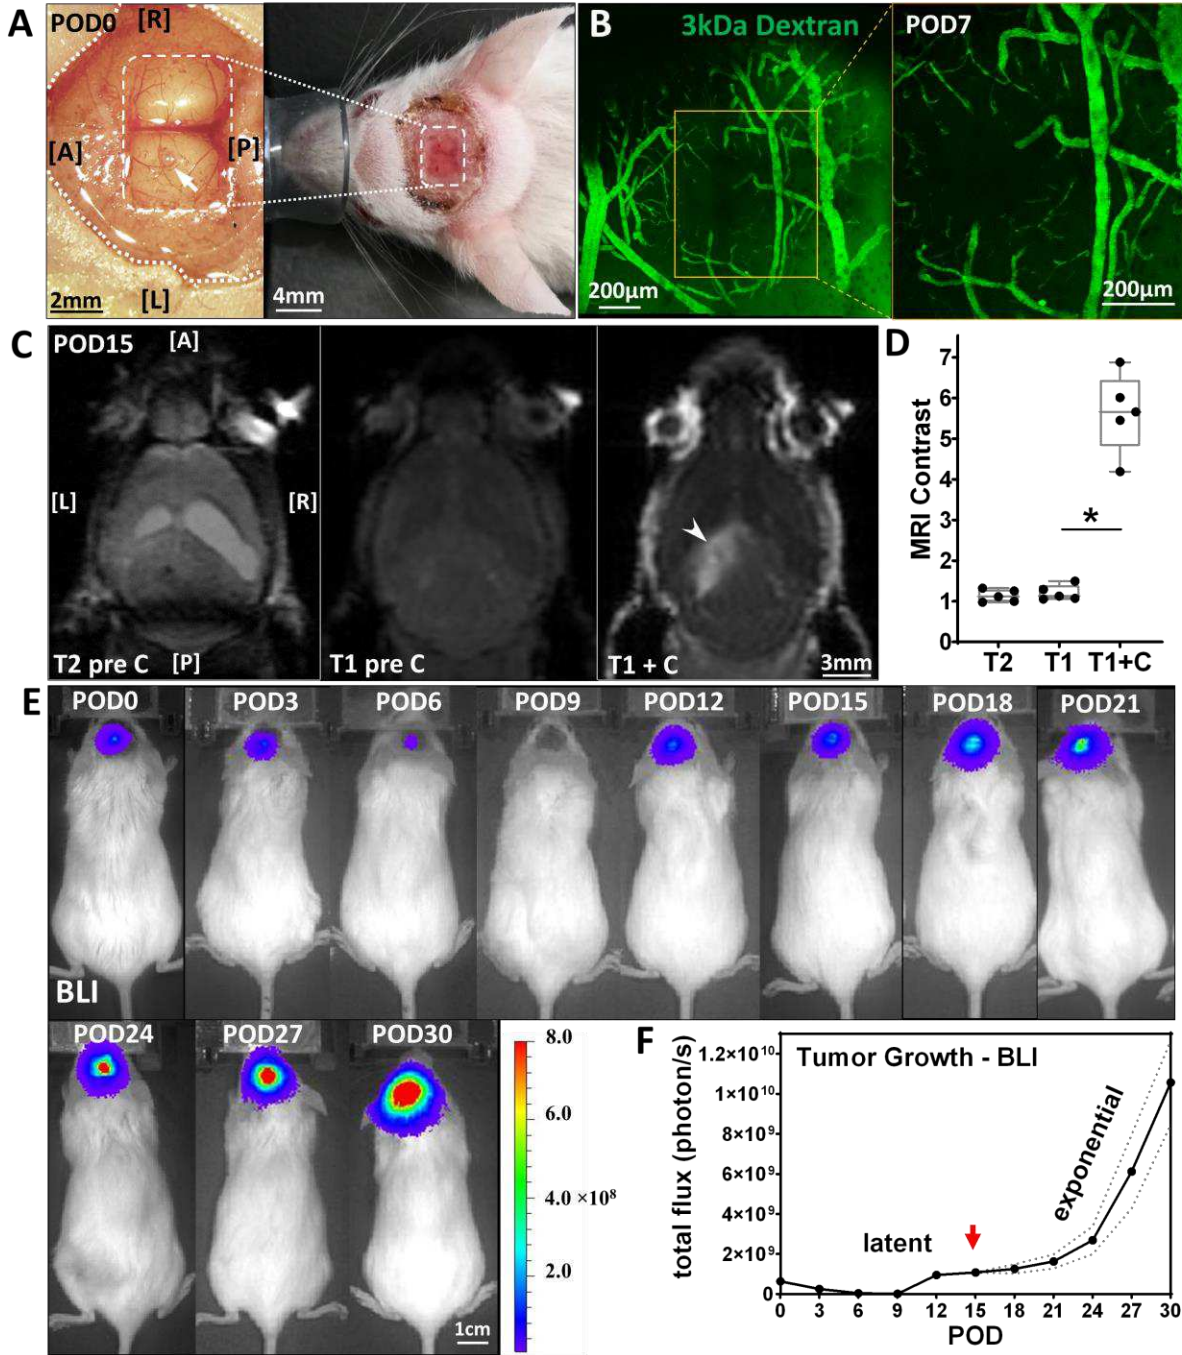 A
POD0
[R]
[A]
[P]
[L]
2mm
4mm
B
3kDa Dextran
POD7
200µm
200µm
C
POD15
[A]
[L]
[R]
T2 pre C
[P]
T1 pre C
T1 + C
3mm
D
MRI Contrast
7
6
5
4
3
2
1
0
*
T2 T1 T1+C
E
POD0 POD3 POD6 POD9 POD12 POD15 POD18 POD21
BLI
POD24 POD27 POD30
8.0
6.0
4.0 ×10⁸
2.0
1cm
F
Tumor Growth - BLI
total flux (photon/s)
1.2×10¹⁰
1×10¹⁰
8×10⁹
6×10⁹
4×10⁹
2×10⁹
0
latent
exponential
0 3 6 9 12 15 18 21 24 27 30
POD